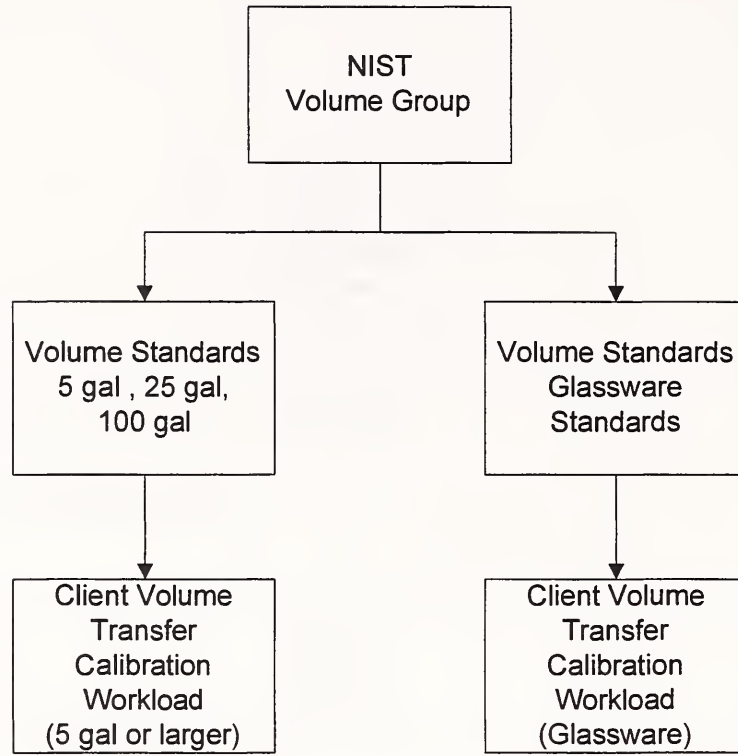 NIST
Volume Group
Volume Standards
5 gal , 25 gal,
100 gal
Volume Standards
Glassware
Standards
Client Volume
Transfer
Calibration
Workload
(5 gal or larger)
Client Volume
Transfer
Calibration
Workload
(Glassware)